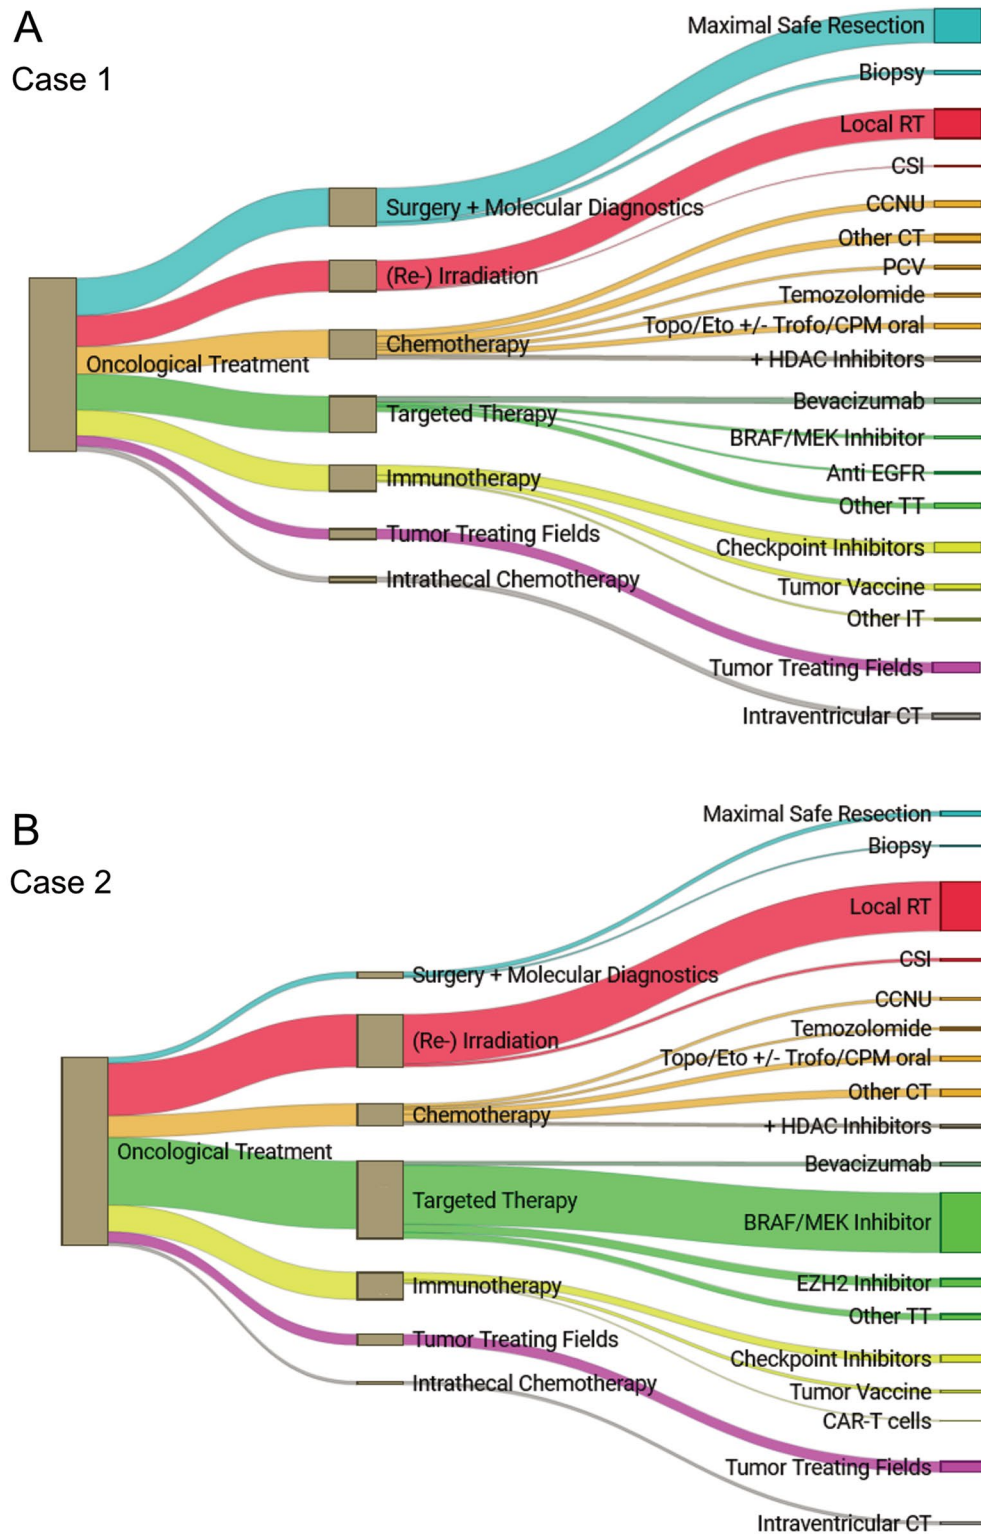 A
Case 1
Maximal Safe Resection
Biopsy
Local RT
CSI
Surgery + Molecular Diagnostics
CCNU
Other CT
(Re-) Irradiation
PCV
Temozolomide
Topo/Eto +/- Trofo/CPM oral
Chemotherapy
+ HDAC Inhibitors
Oncological Treatment
Bevacizumab
Targeted Therapy
BRAF/MEK Inhibitor
Anti EGFR
Immunotherapy
Other TT
Tumor Treating Fields
Checkpoint Inhibitors
Intrathecal Chemotherapy
Tumor Vaccine
Other IT
Tumor Treating Fields
Intraventricular CT
B
Case 2
Maximal Safe Resection
Biopsy
Local RT
CSI
Surgery + Molecular Diagnostics
CCNU
Temozolomide
(Re-) Irradiation
Topo/Eto +/- Trofo/CPM oral
Other CT
Chemotherapy
+ HDAC Inhibitors
Oncological Treatment
Bevacizumab
Targeted Therapy
BRAF/MEK Inhibitor
EZH2 Inhibitor
Immunotherapy
Other TT
Tumor Treating Fields
Checkpoint Inhibitors
Intrathecal Chemotherapy
Tumor Vaccine
CAR-T cells
Tumor Treating Fields
Intraventricular CT